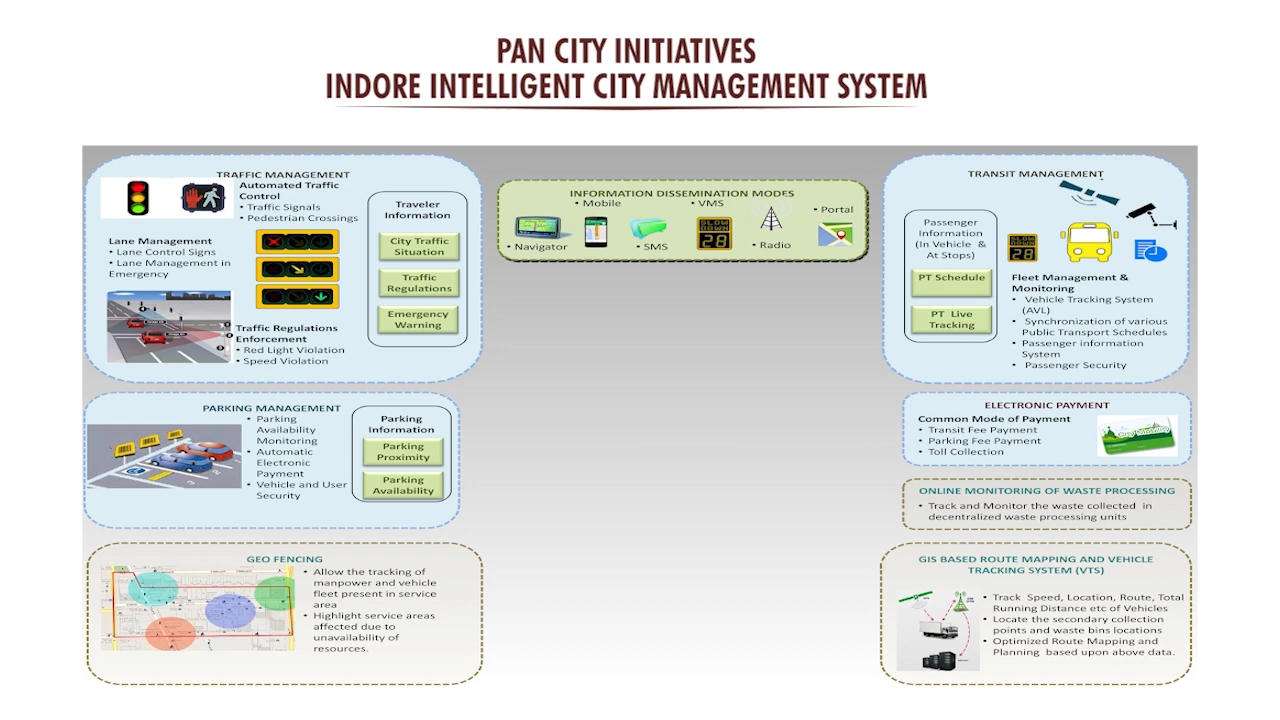 PAN CITY INITIATIVES
INDORE INTELLIGENT CITY MANAGEMENT SYSTEM
TRAFFIC MANAGEMENT
Automated Traffic
Control
• Traffic Signals
• Pedestrian Crossings
Lane Management
• Lane Control Signs
• Lane Management in
Emergency
Traffic Regulations
Enforcement
• Red Light Violation
• Speed Violation
Traveler
Information
City Traffic
Situation
Traffic
Regulations
Emergency
Warning
INFORMATION DISSEMINATION MODES
• Navigator
• Mobile
• SMS
• VMS
SLOW
DOWN
28
• Radio
• Portal
TRANSIT MANAGEMENT
Passenger
Information
(In Vehicle &
At Stops)
PT Schedule
PT Live
Tracking
SLOW
DOWN
28
Fleet Management &
Monitoring
• Vehicle Tracking System
(AVL)
• Synchronization of various
Public Transport Schedules
• Passenger information
System
• Passenger Security
PARKING MANAGEMENT
• Parking
Availability
Monitoring
• Automatic
Electronic
Payment
• Vehicle and User
Security
Parking
Information
Parking
Proximity
Parking
Availability
ELECTRONIC PAYMENT
Common Mode of Payment
• Transit Fee Payment
• Parking Fee Payment
• Toll Collection
ONLINE MONITORING OF WASTE PROCESSING
• Track and Monitor the waste collected in
decentralized waste processing units
GEO FENCING
• Allow the tracking of
manpower and vehicle
fleet present in service
area
• Highlight service areas
affected due to
unavailability of
resources.
GIS BASED ROUTE MAPPING AND VEHICLE
TRACKING SYSTEM (VTS)
• Track Speed, Location, Route, Total
Running Distance etc of Vehicles
• Locate the secondary collection
points and waste bins locations
• Optimized Route Mapping and
Planning based upon above data.